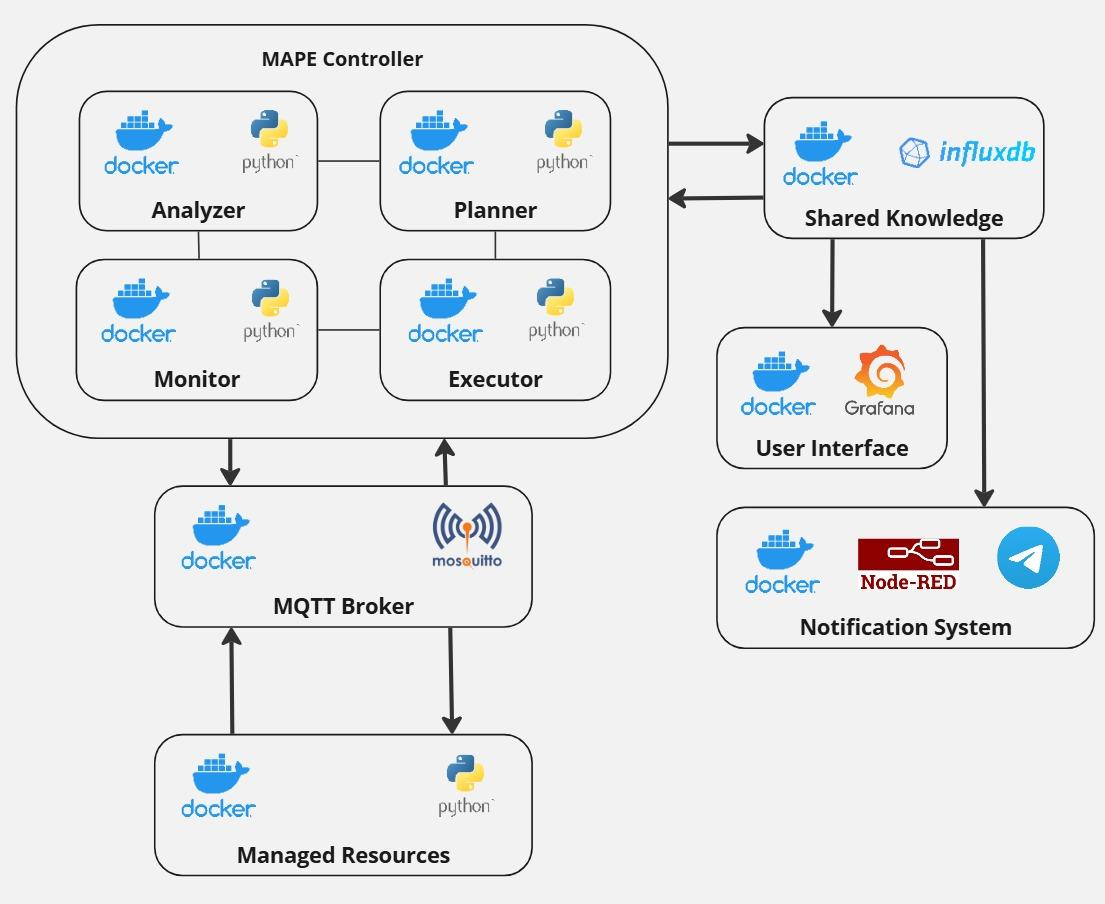 MAPE Controller
docker
python
docker
python
Analyzer
Planner
docker
python
docker
python
Monitor
Executor
docker
influxdb
Shared Knowledge
docker
Grafana
User Interface
docker
mosquitto
MQTT Broker
docker
Node-RED
Notification System
docker
python
Managed Resources